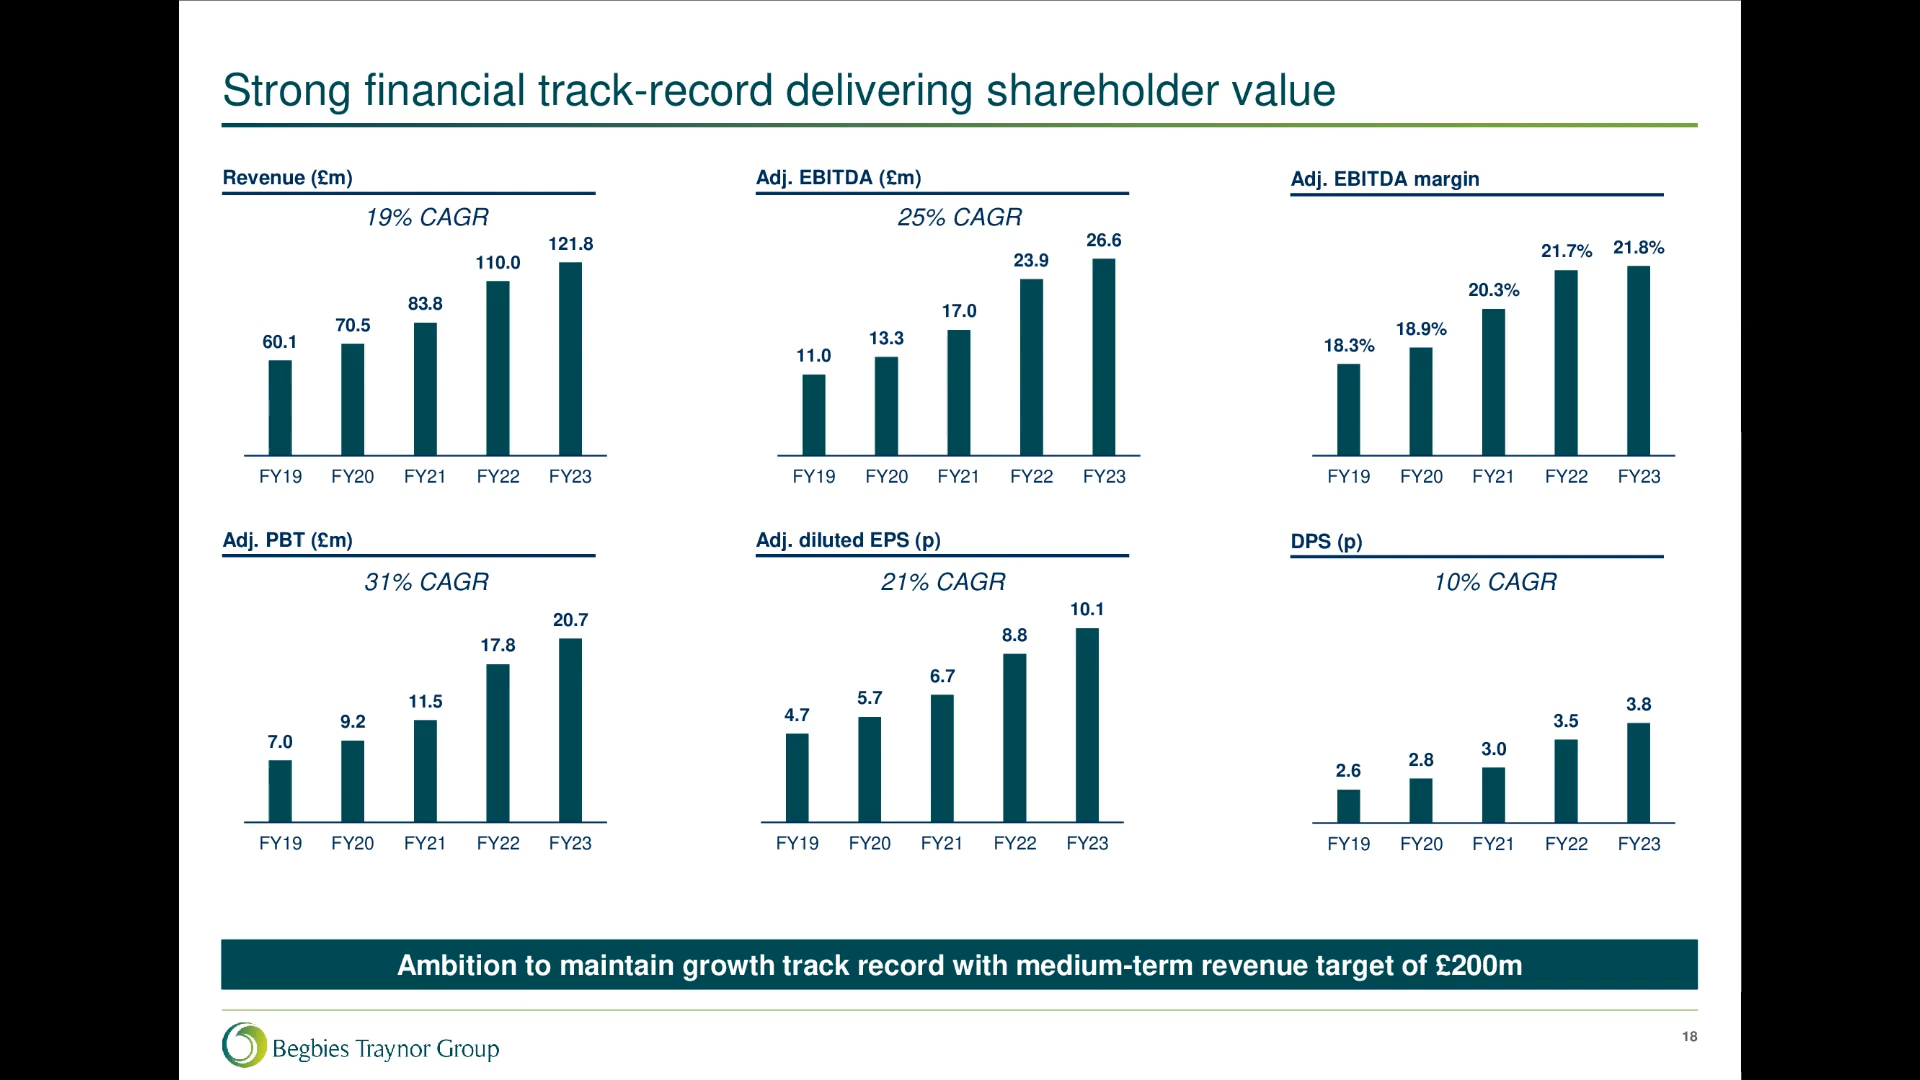 Strong financial track-record delivering shareholder value
Revenue (£m)
19% CAGR
60.1 70.5 83.8 110.0 121.8
FY19 FY20 FY21 FY22 FY23
Adj. EBITDA (£m)
25% CAGR
11.0 13.3 17.0 23.9 26.6
FY19 FY20 FY21 FY22 FY23
Adj. EBITDA margin
18.3% 18.9% 20.3% 21.7% 21.8%
FY19 FY20 FY21 FY22 FY23
Adj. PBT (£m)
31% CAGR
7.0 9.2 11.5 17.8 20.7
FY19 FY20 FY21 FY22 FY23
Adj. diluted EPS (p)
21% CAGR
4.7 5.7 6.7 8.8 10.1
FY19 FY20 FY21 FY22 FY23
DPS (p)
10% CAGR
2.6 2.8 3.0 3.5 3.8
FY19 FY20 FY21 FY22 FY23
Ambition to maintain growth track record with medium-term revenue target of £200m
Begbies Traynor Group
18